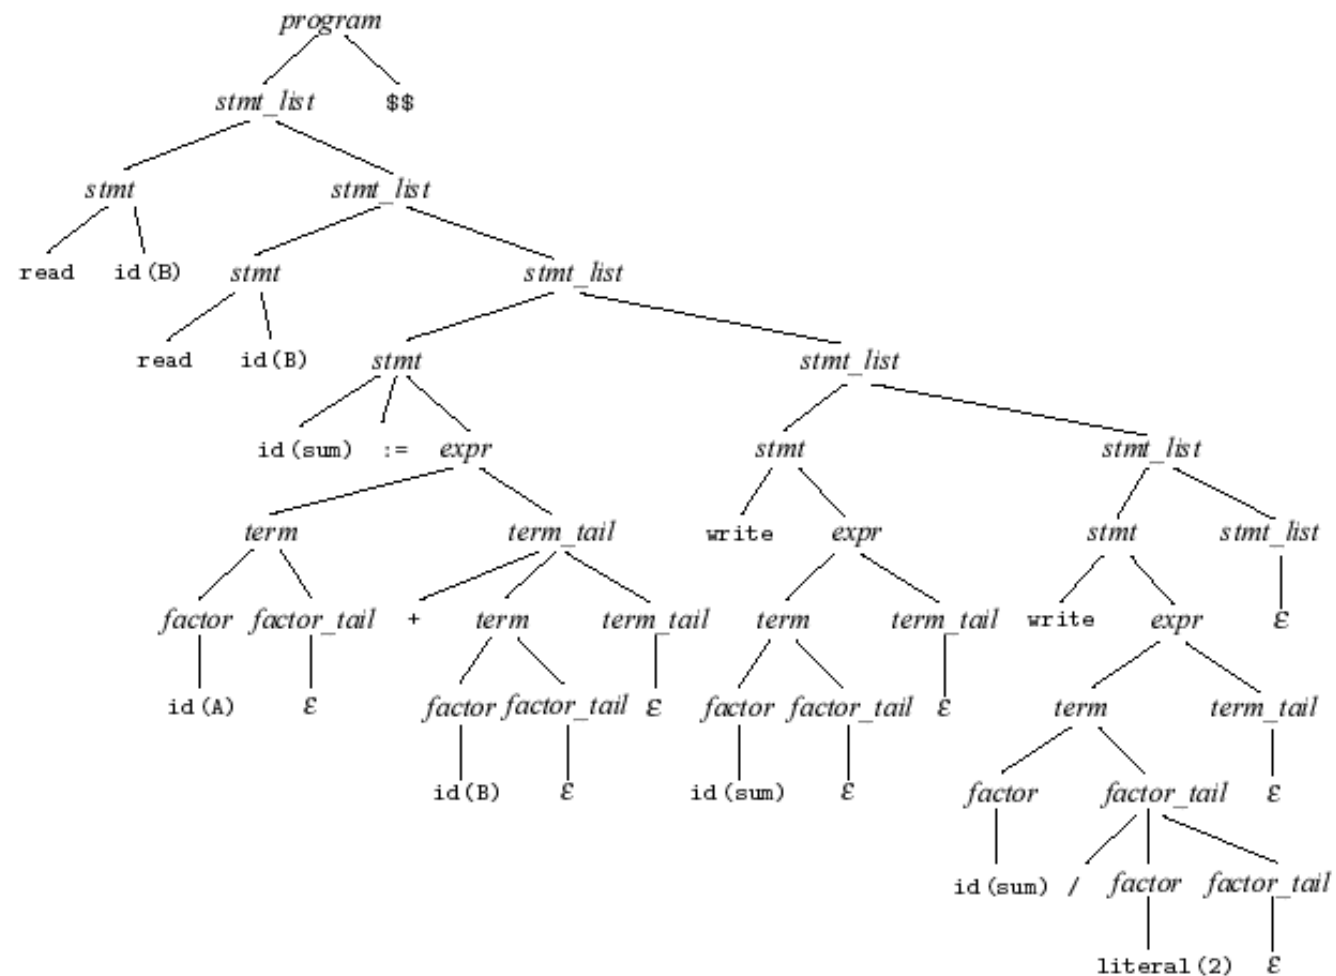 program
stmt_list $$
stmt stmt_list
read id(B) stmt stmt_list
read id(B) stmt stmt_list
id(sum) := expr stmt stmt_list
term term_tail write expr stmt stmt_list
factor factor_tail + term term_tail term term_tail write expr ε
id(A) ε factor factor_tail ε factor factor_tail ε term term_tail
id(B) ε id(sum) ε factor factor_tail ε
id(sum) / factor factor_tail
literal(2) ε